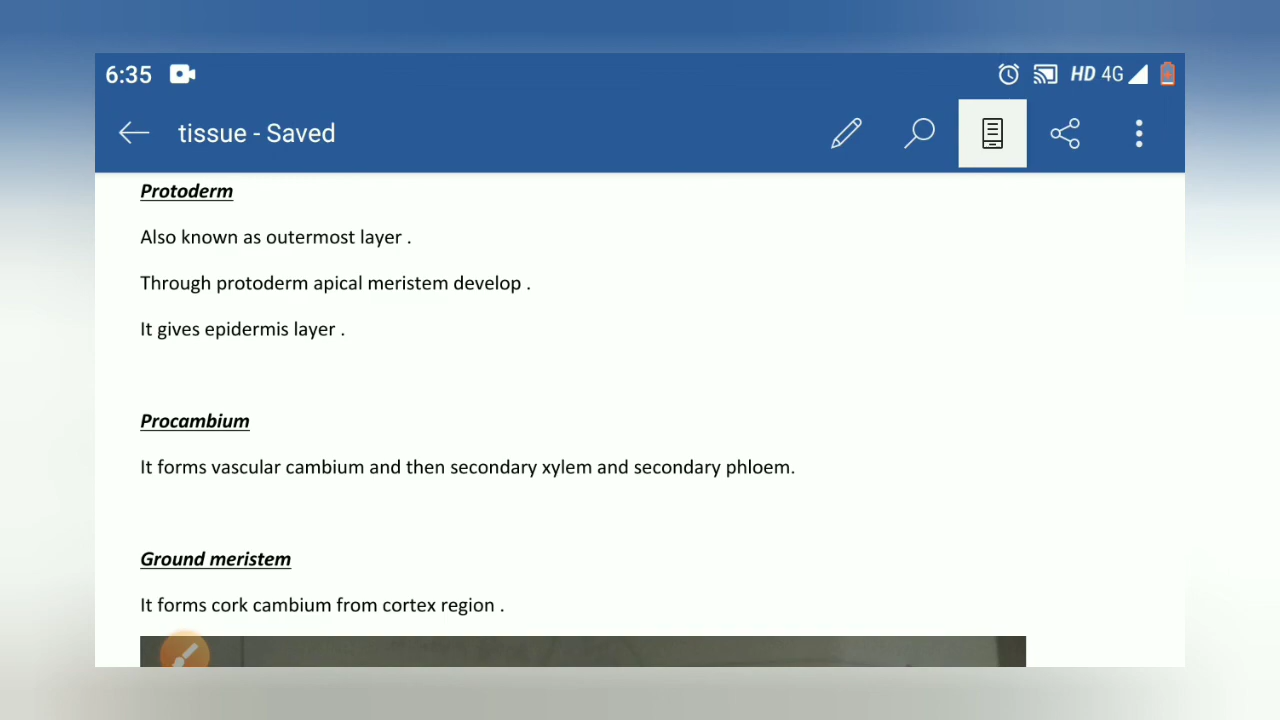 6:35 HD 4G
tissue - Saved
Protoderm
Also known as outermost layer .
Through protoderm apical meristem develop .
It gives epidermis layer .
Procambium
It forms vascular cambium and then secondary xylem and secondary phloem.
Ground meristem
It forms cork cambium from cortex region .